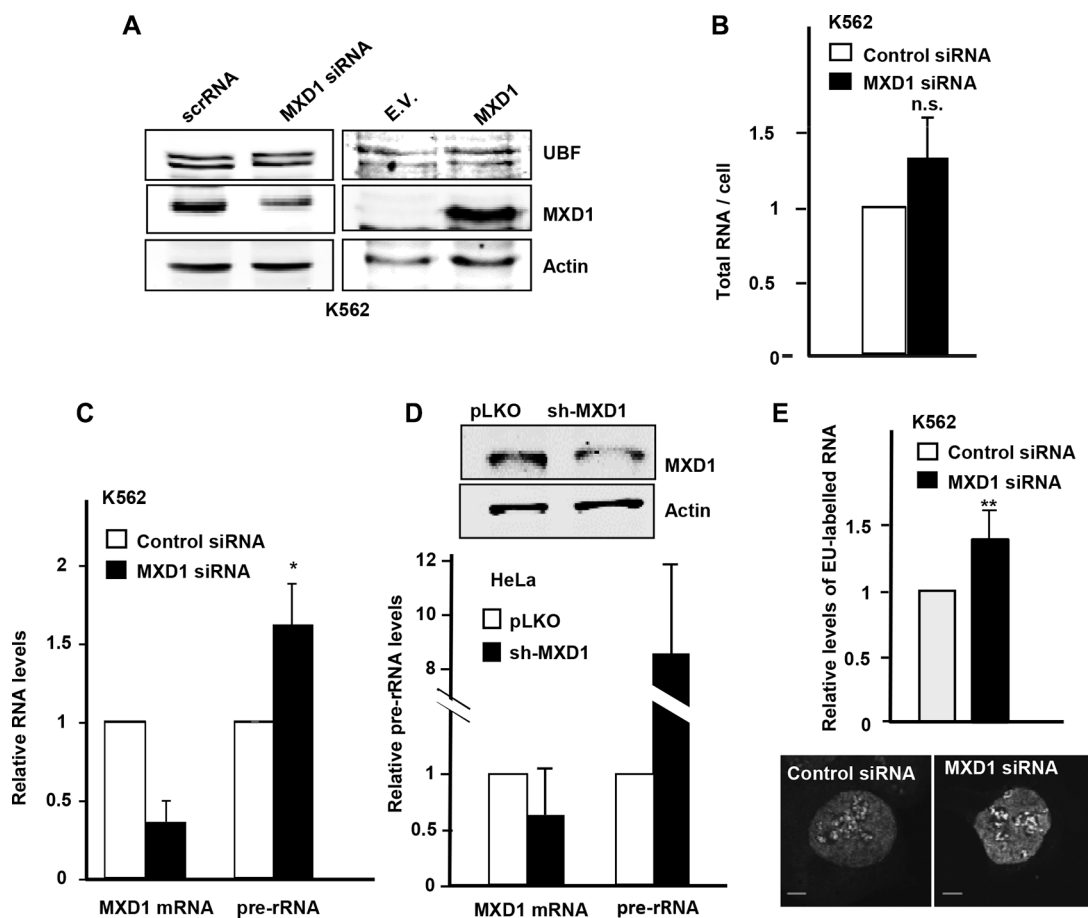 A
scrRNA
MXD1 siRNA
E.V.
MXD1
UBF
MXD1
Actin
K562
B
K562
Control siRNA
MXD1 siRNA
n.s.
1.5
1
0.5
0
Total RNA / cell
C
K562
Control siRNA
MXD1 siRNA
2
1.5
1
0.5
0
*
Relative RNA levels
MXD1 mRNA
pre-rRNA
D
pLKO
sh-MXD1
MXD1
Actin
12
10
8
1
0.5
0
HeLa
pLKO
sh-MXD1
Relative pre-rRNA levels
MXD1 mRNA
pre-rRNA
E
K562
Control siRNA
MXD1 siRNA
**
1.5
1
0.5
0
Relative levels of EU-labelled RNA
Control siRNA
MXD1 siRNA